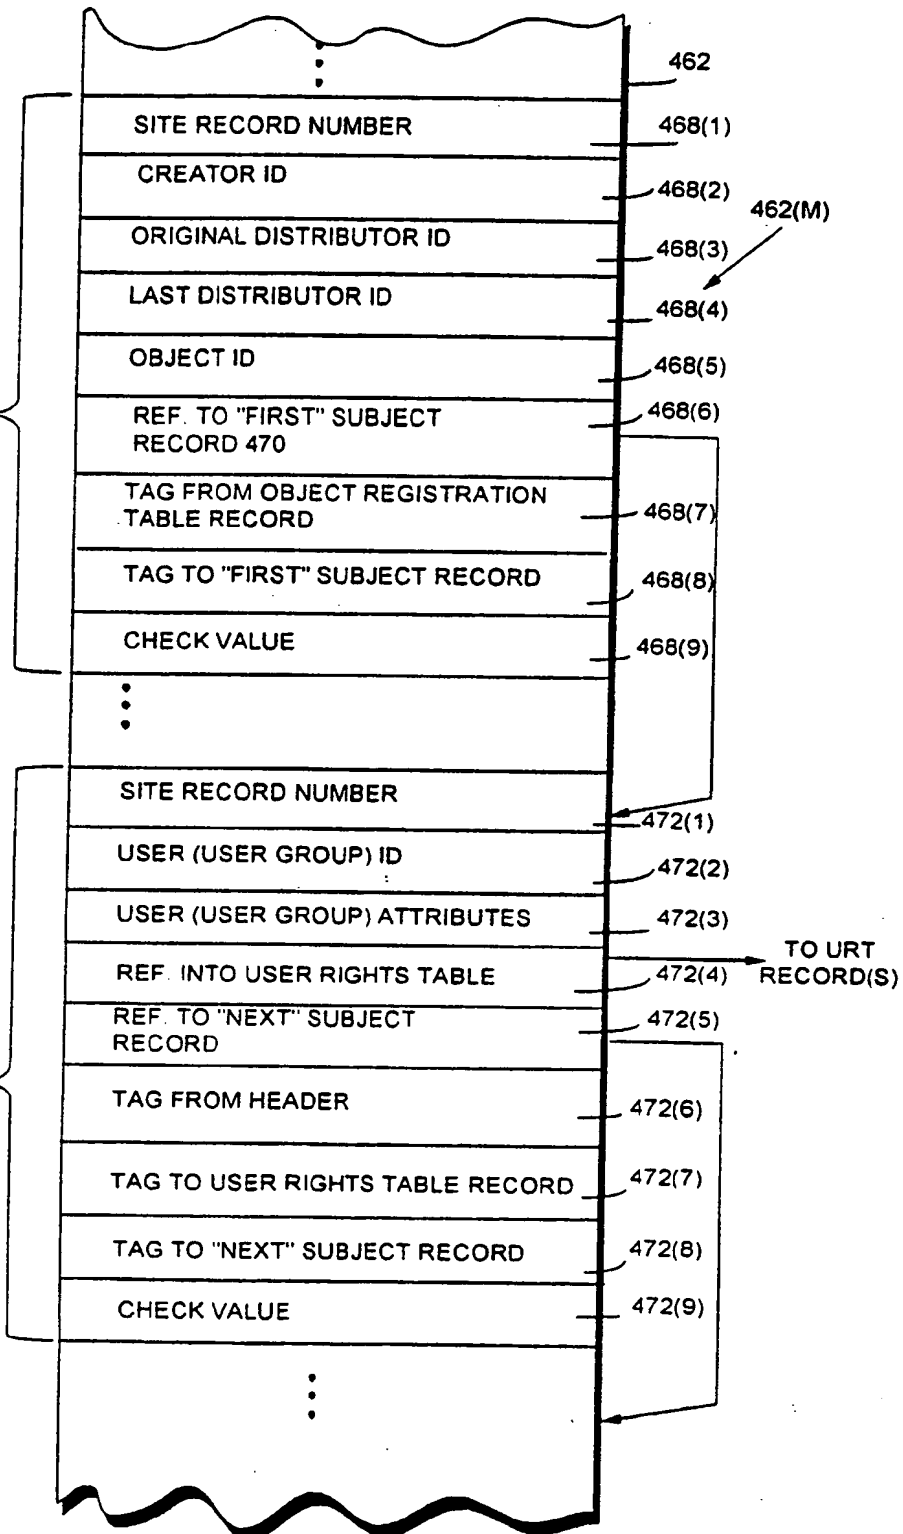 462
SITE RECORD NUMBER
468(1)
CREATOR ID
468(2)
462(M)
ORIGINAL DISTRIBUTOR ID
468(3)
LAST DISTRIBUTOR ID
468(4)
OBJECT ID
468(5)
REF. TO "FIRST" SUBJECT
RECORD 470
468(6)
TAG FROM OBJECT REGISTRATION
TABLE RECORD
468(7)
TAG TO "FIRST" SUBJECT RECORD
468(8)
CHECK VALUE
468(9)
SITE RECORD NUMBER
472(1)
USER (USER GROUP) ID
472(2)
USER (USER GROUP) ATTRIBUTES
472(3)
REF. INTO USER RIGHTS TABLE
472(4)
TO URT
RECORD(S)
REF. TO "NEXT" SUBJECT
RECORD
472(5)
TAG FROM HEADER
472(6)
TAG TO USER RIGHTS TABLE RECORD
472(7)
TAG TO "NEXT" SUBJECT RECORD
472(8)
CHECK VALUE
472(9)